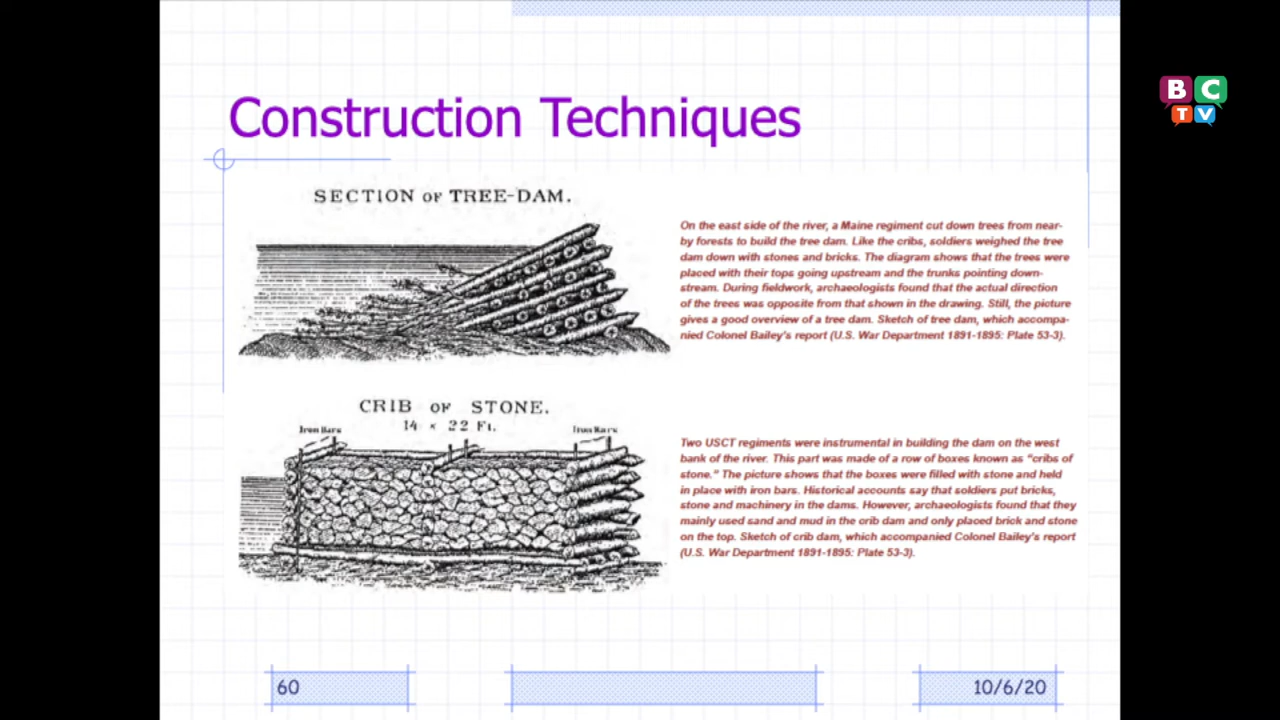 Construction Techniques
SECTION OF TREE-DAM.
On the east side of the river, a Maine regiment cut down trees from near-
by forests to build the tree dam. Like the cribs, soldiers weighed the tree
dam down with stones and bricks. The diagram shows that the trees were
placed with their tops going upstream and the trunks pointing down-
stream. During fieldwork, archaeologists found that the actual direction
of the trees was opposite from that shown in the drawing. Still, the picture
gives a good overview of a tree dam. Sketch of tree dam, which accompa-
nied Colonel Bailey's report (U.S. War Department 1891-1895: Plate 53-3).
CRIB OF STONE.
14 × 22 Ft.
Iron Bars
Iron Bars
Two USCT regiments were instrumental in building the dam on the west
bank of the river. This part was made of a row of boxes known as "cribs of
stone." The picture shows that the boxes were filled with stone and held
in place with iron bars. Historical accounts say that soldiers put bricks,
stone and machinery in the dams. However, archaeologists found that they
mainly used sand and mud in the crib dam and only placed brick and stone
on the top. Sketch of crib dam, which accompanied Colonel Bailey's report
(U.S. War Department 1891-1895: Plate 53-3).
60
10/6/20
BC
TV